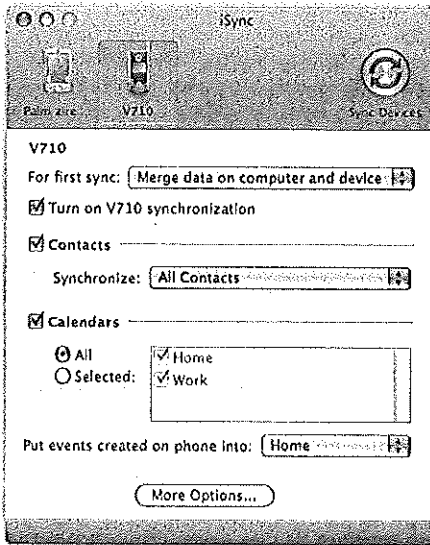 iSync
Palm Zire V710 Sync Devices
V710
For first sync: Merge data on computer and device
Turn on V710 synchronization
Contacts
Synchronize: All Contacts
Calendars
All
Selected:
Home
Work
Put events created on phone into: Home
More Options...